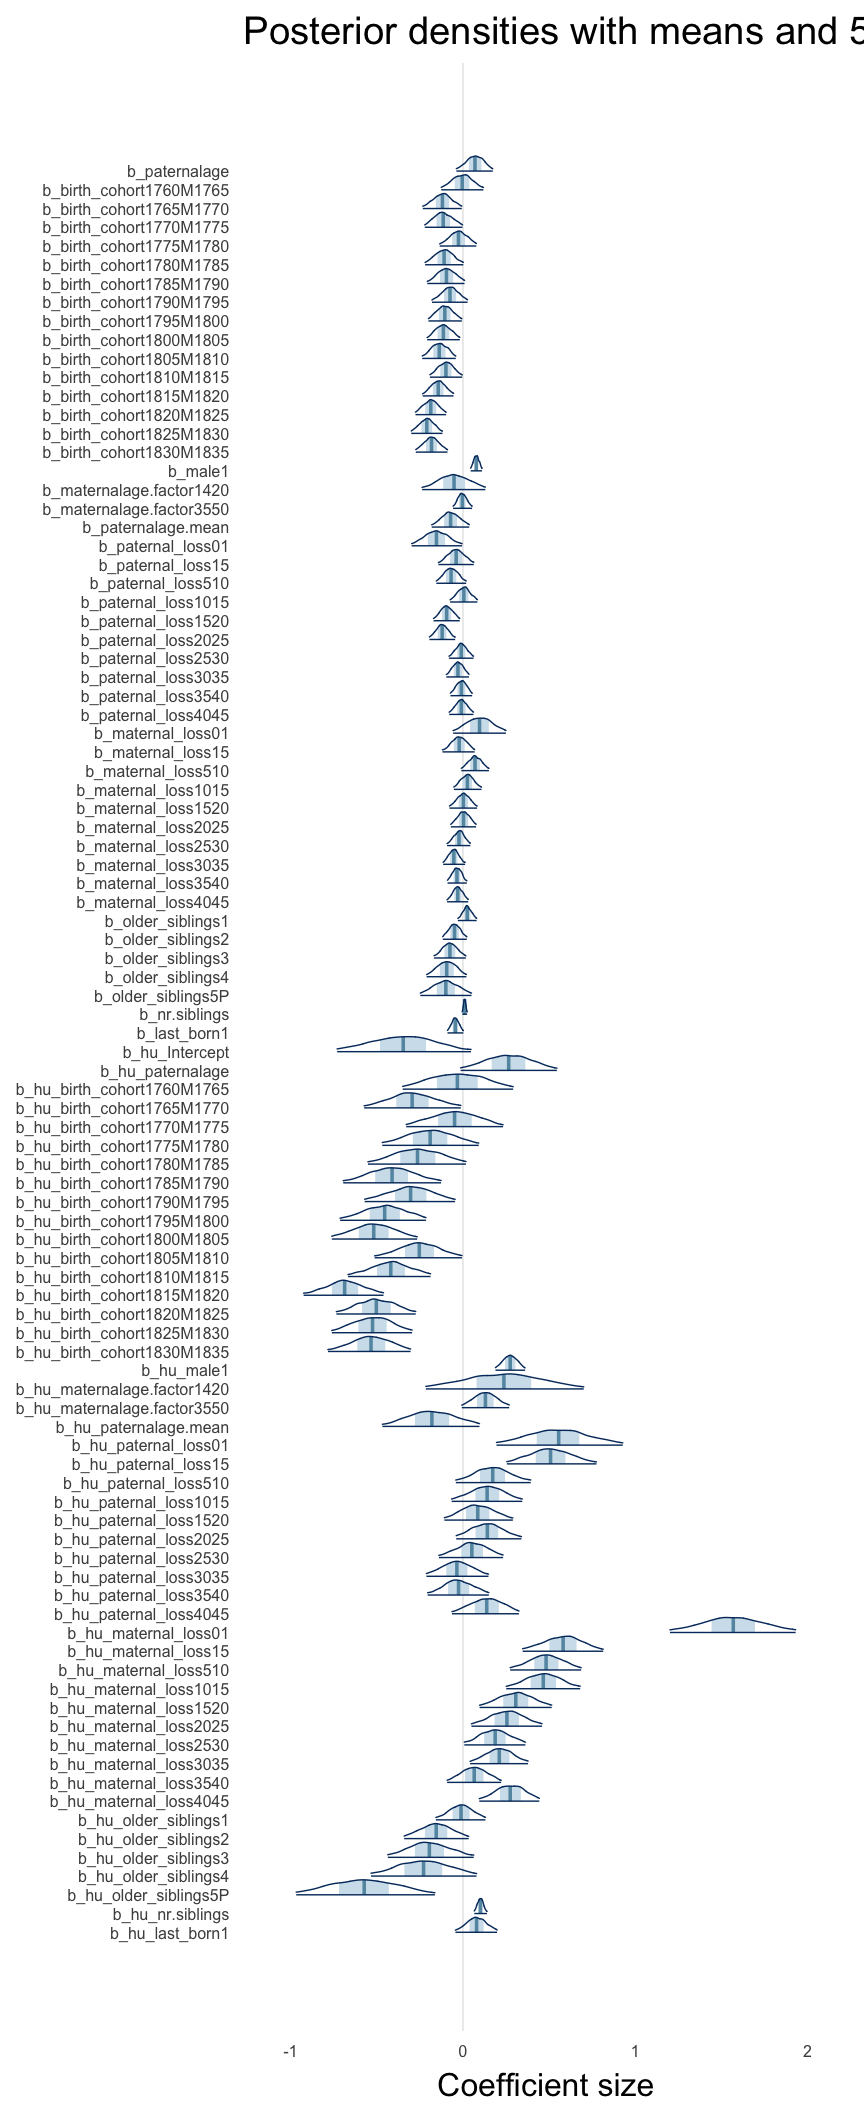 Posterior densities with means and 5
b_paternalage
b_birth_cohort1760M1765
b_birth_cohort1765M1770
b_birth_cohort1770M1775
b_birth_cohort1775M1780
b_birth_cohort1780M1785
b_birth_cohort1785M1790
b_birth_cohort1790M1795
b_birth_cohort1795M1800
b_birth_cohort1800M1805
b_birth_cohort1805M1810
b_birth_cohort1810M1815
b_birth_cohort1815M1820
b_birth_cohort1820M1825
b_birth_cohort1825M1830
b_birth_cohort1830M1835
b_male1
b_maternalage.factor1420
b_maternalage.factor3550
b_paternalage.mean
b_paternal_loss01
b_paternal_loss15
b_paternal_loss510
b_paternal_loss1015
b_paternal_loss1520
b_paternal_loss2025
b_paternal_loss2530
b_paternal_loss3035
b_paternal_loss3540
b_paternal_loss4045
b_maternal_loss01
b_maternal_loss15
b_maternal_loss510
b_maternal_loss1015
b_maternal_loss1520
b_maternal_loss2025
b_maternal_loss2530
b_maternal_loss3035
b_maternal_loss3540
b_maternal_loss4045
b_older_siblings1
b_older_siblings2
b_older_siblings3
b_older_siblings4
b_older_siblings5P
b_nr.siblings
b_last_born1
b_hu_Intercept
b_hu_paternalage
b_hu_birth_cohort1760M1765
b_hu_birth_cohort1765M1770
b_hu_birth_cohort1770M1775
b_hu_birth_cohort1775M1780
b_hu_birth_cohort1780M1785
b_hu_birth_cohort1785M1790
b_hu_birth_cohort1790M1795
b_hu_birth_cohort1795M1800
b_hu_birth_cohort1800M1805
b_hu_birth_cohort1805M1810
b_hu_birth_cohort1810M1815
b_hu_birth_cohort1815M1820
b_hu_birth_cohort1820M1825
b_hu_birth_cohort1825M1830
b_hu_birth_cohort1830M1835
b_hu_male1
b_hu_maternalage.factor1420
b_hu_maternalage.factor3550
b_hu_paternalage.mean
b_hu_paternal_loss01
b_hu_paternal_loss15
b_hu_paternal_loss510
b_hu_paternal_loss1015
b_hu_paternal_loss1520
b_hu_paternal_loss2025
b_hu_paternal_loss2530
b_hu_paternal_loss3035
b_hu_paternal_loss3540
b_hu_paternal_loss4045
b_hu_maternal_loss01
b_hu_maternal_loss15
b_hu_maternal_loss510
b_hu_maternal_loss1015
b_hu_maternal_loss1520
b_hu_maternal_loss2025
b_hu_maternal_loss2530
b_hu_maternal_loss3035
b_hu_maternal_loss3540
b_hu_maternal_loss4045
b_hu_older_siblings1
b_hu_older_siblings2
b_hu_older_siblings3
b_hu_older_siblings4
b_hu_older_siblings5P
b_hu_nr.siblings
b_hu_last_born1
-1 0 1 2
Coefficient size